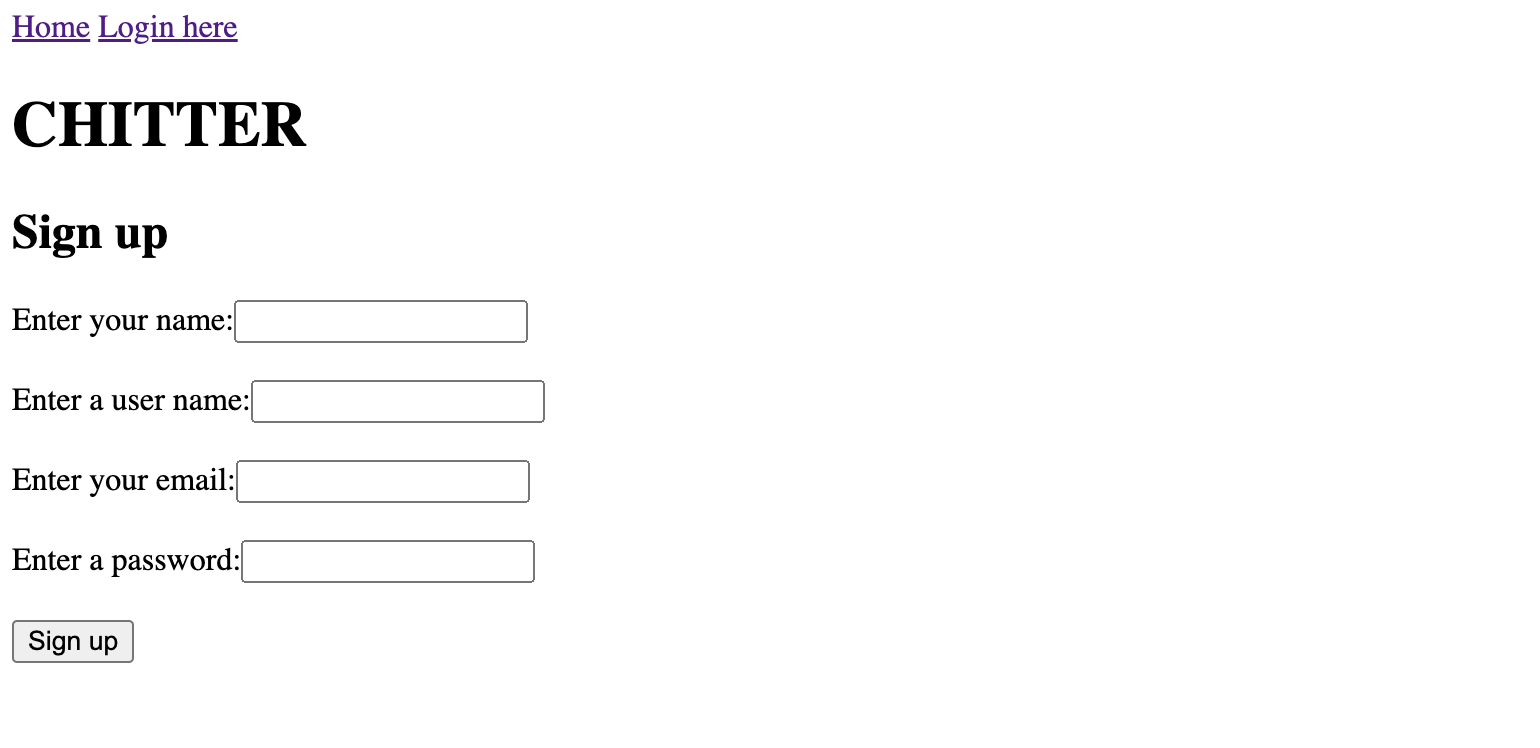 Home Login here
CHITTER
Sign up
Enter your name:
Enter a user name:
Enter your email:
Enter a password:
Sign up